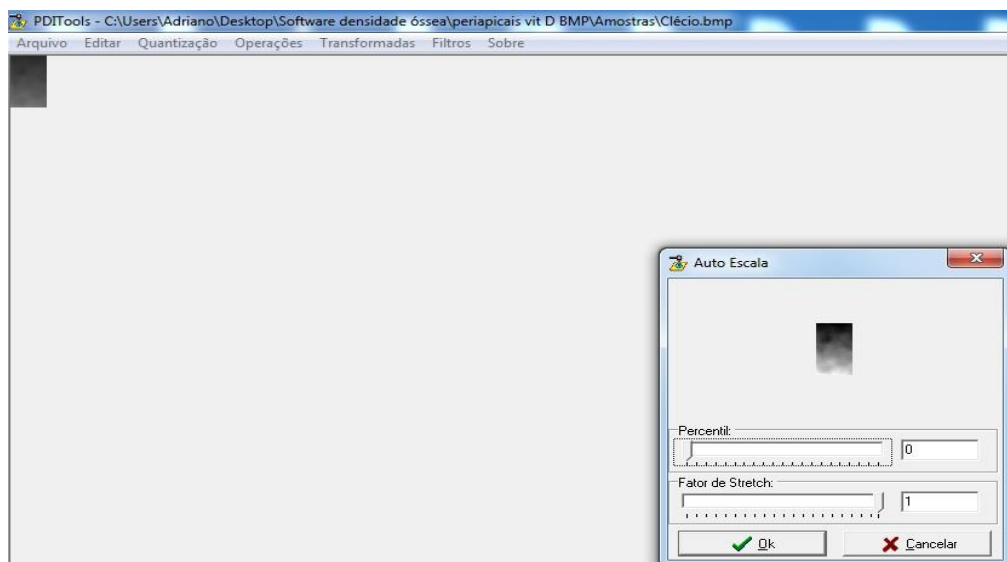 PDITools - C:\Users\Adriano\Desktop\Software densidade óssea\periapicais vit D BMP\Amostras\Clécio.bmp
Arquivo Editar Quantização Operações Transformadas Filtros Sobre
Auto Escala
Percentil:
0
Fator de Stretch:
1
Ok Cancelar